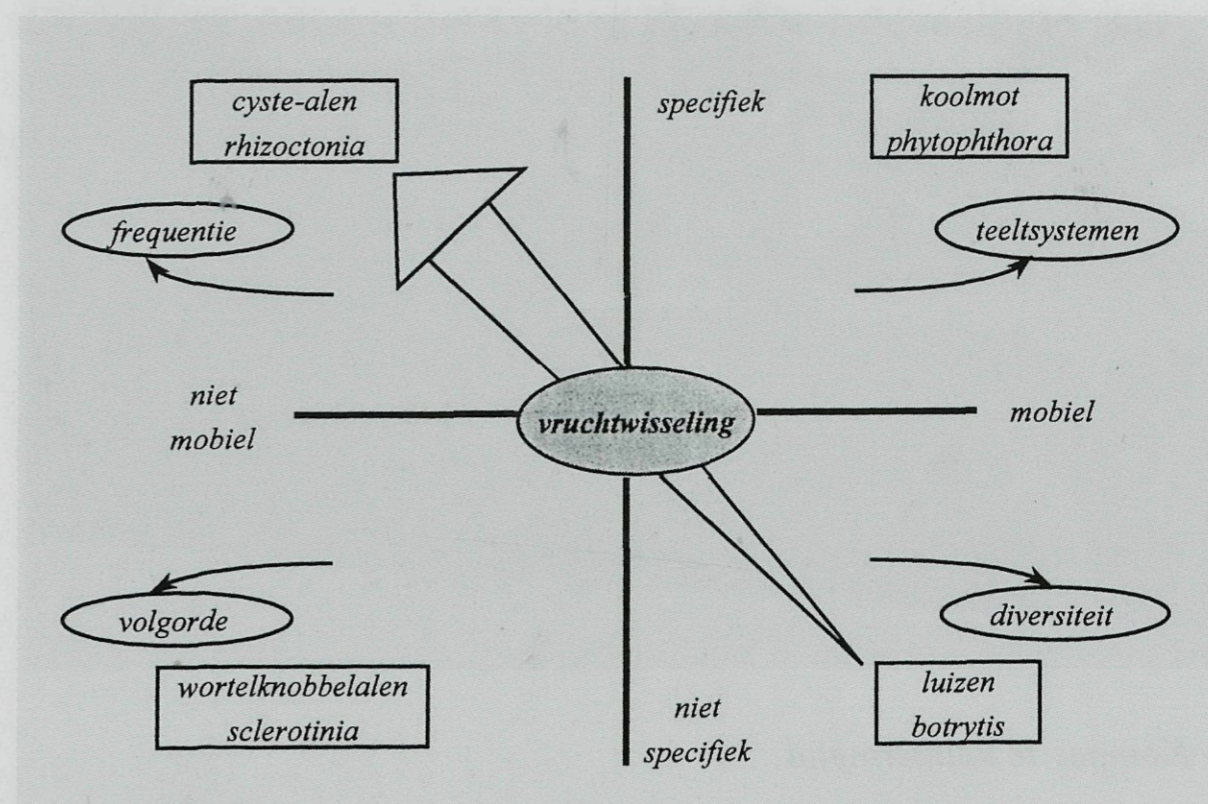 cyste-alen
rhizoctonia
specifiek
koolmot
phytophthora
frequentie
teeltsystemen
niet
mobiel
vruchtwisseling
mobiel
volgorde
diversiteit
wortelknobbelalen
sclerotinia
niet
specifiek
luizen
botrytis